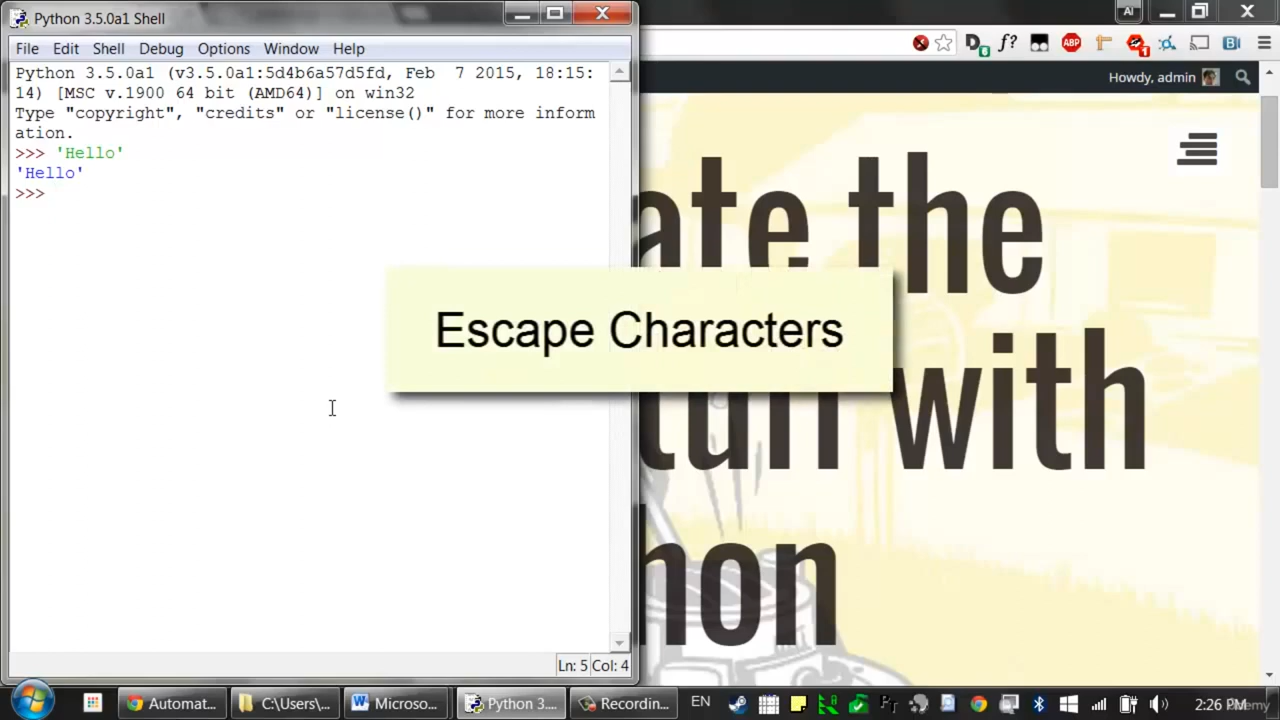 Python 3.5.0a1 Shell
File Edit Shell Debug Options Window Help
Python 3.5.0a1 (v3.5.0a1:5d4b6a57d5fd, Feb  7 2015, 18:15:
14) [MSC v.1900 64 bit (AMD64)] on win32
Type "copyright", "credits" or "license()" for more inform
ation.
>>> 'Hello'
'Hello'
>>>
Ln: 5 Col: 4
Howdy, admin
ate the
with
hon
Escape Characters
Automat...
C:\Users\...
Microso...
Python 3....
Recordin...
EN
2:26 PM
Udemy